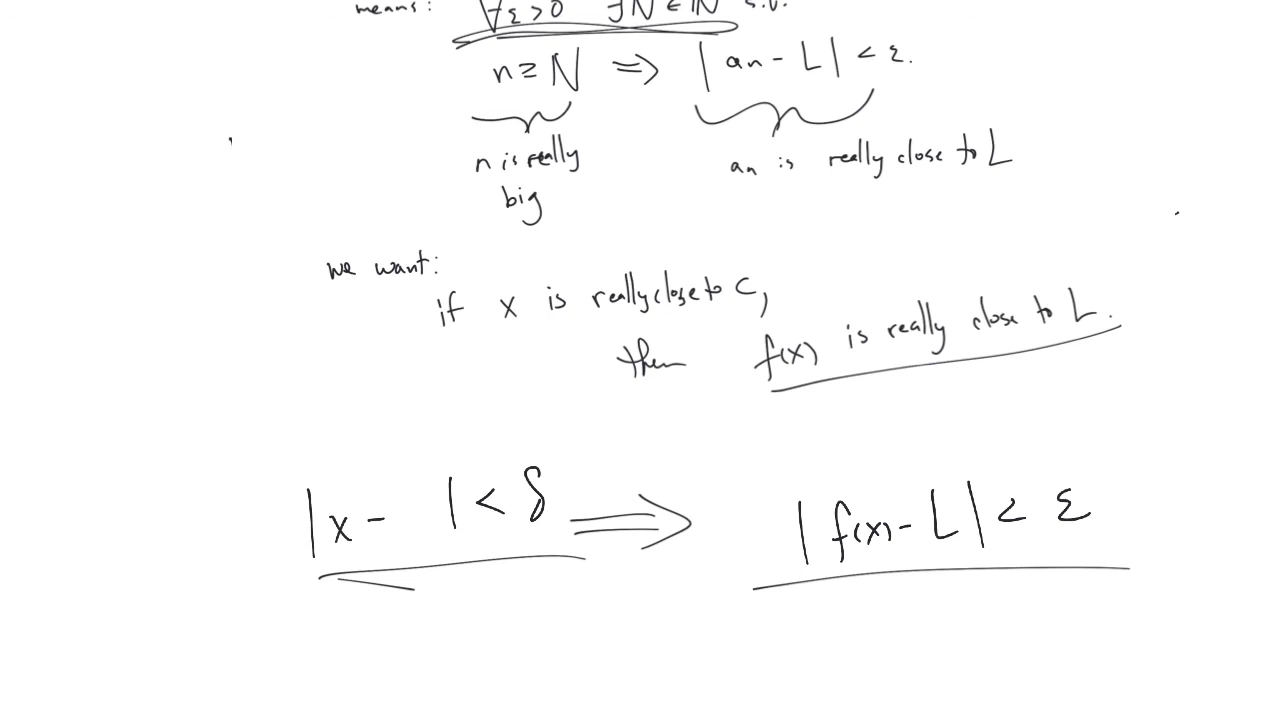 means: ∀ε>0 ∃N∈ℕ s.t.
n≥N ⟹ |an - L| < ε.
n is really big
an is really close to L
we want:
if x is really close to c,
then f(x) is really close to L.
|x - | < δ ⟹ |f(x) - L| < ε